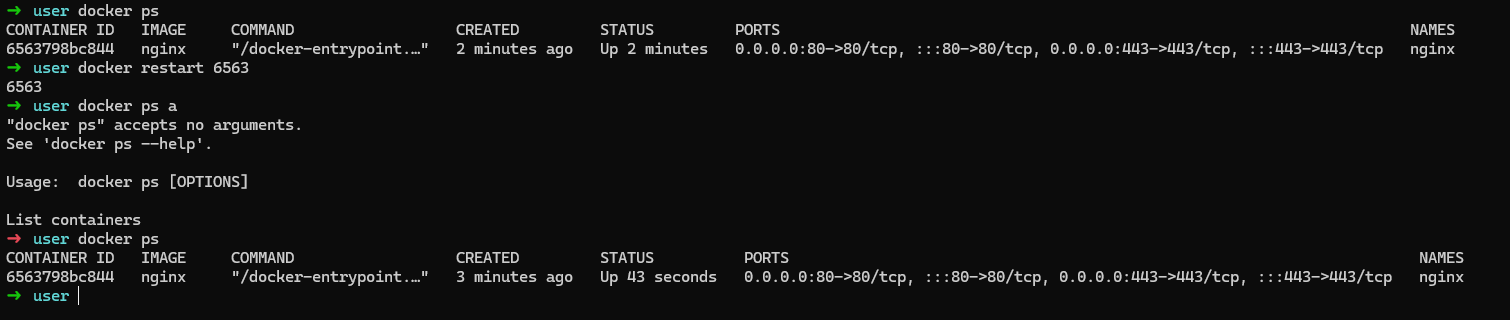 → user docker ps
CONTAINER ID   IMAGE     COMMAND                  CREATED         STATUS         PORTS                                                                      NAMES
6563798bc844   nginx     "/docker-entrypoint.…"   2 minutes ago   Up 2 minutes   0.0.0.0:80->80/tcp, :::80->80/tcp, 0.0.0.0:443->443/tcp, :::443->443/tcp   nginx
→ user docker restart 6563
6563
→ user docker ps a
"docker ps" accepts no arguments.
See 'docker ps --help'.

Usage:  docker ps [OPTIONS]

List containers
→ user docker ps
CONTAINER ID   IMAGE     COMMAND                  CREATED         STATUS          PORTS                                                                      NAMES
6563798bc844   nginx     "/docker-entrypoint.…"   3 minutes ago   Up 43 seconds   0.0.0.0:80->80/tcp, :::80->80/tcp, 0.0.0.0:443->443/tcp, :::443->443/tcp   nginx
→ user